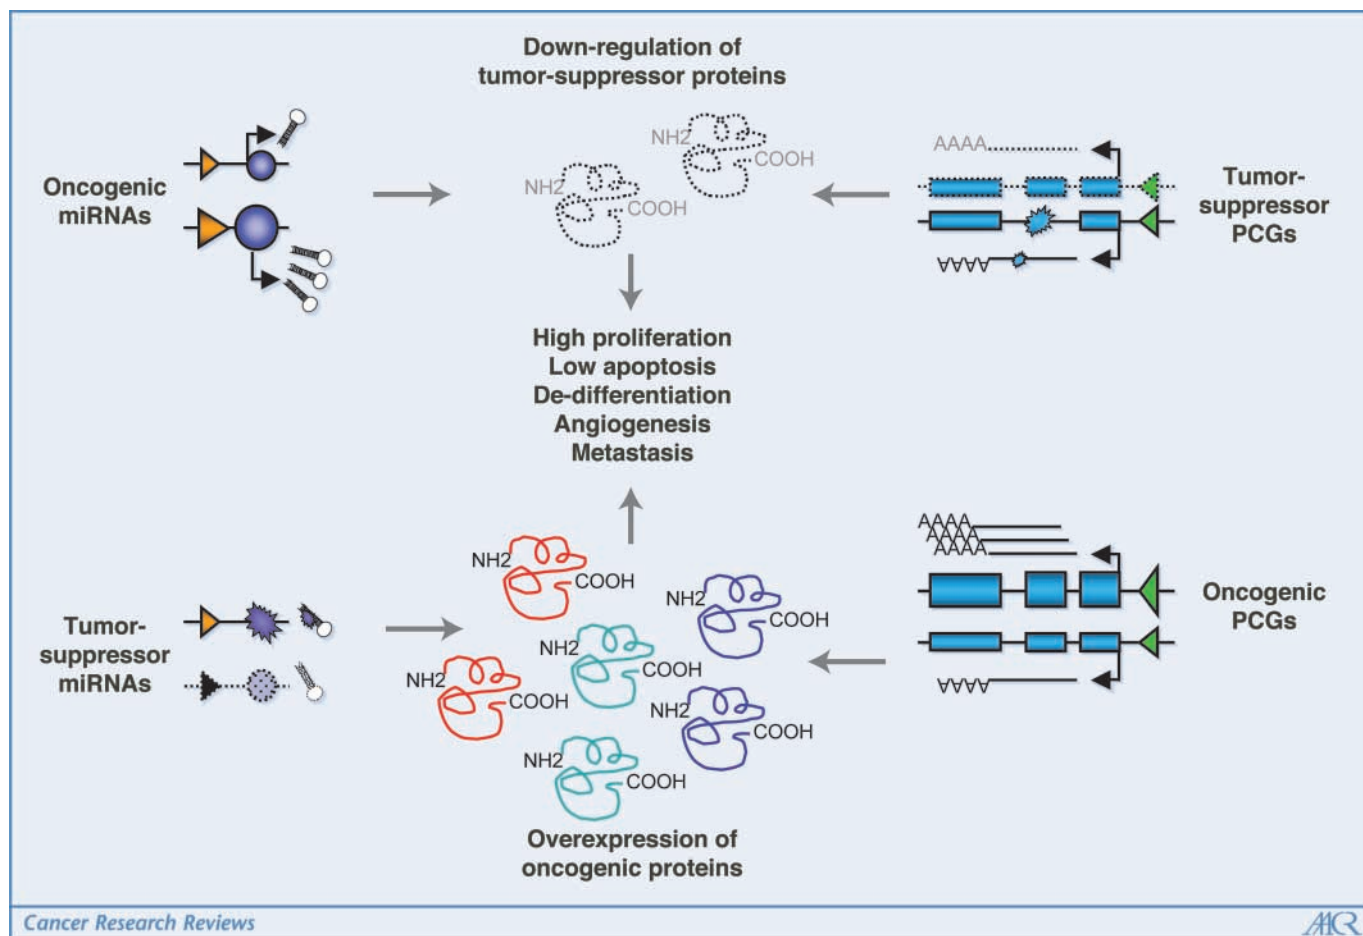 Down-regulation of
tumor-suppressor proteins
Oncogenic
miRNAs
NH2
COOH
NH2
COOH
AAAA
AAAA
Tumor-
suppressor
PCGs
High proliferation
Low apoptosis
De-differentiation
Angiogenesis
Metastasis
Tumor-
suppressor
miRNAs
NH2
COOH
NH2
COOH
NH2
COOH
NH2
COOH
NH2
COOH
NH2
COOH
AAAA
AAAA
AAAA
AAAA
Oncogenic
PCGs
Overexpression of
oncogenic proteins
Cancer Research Reviews
AACR